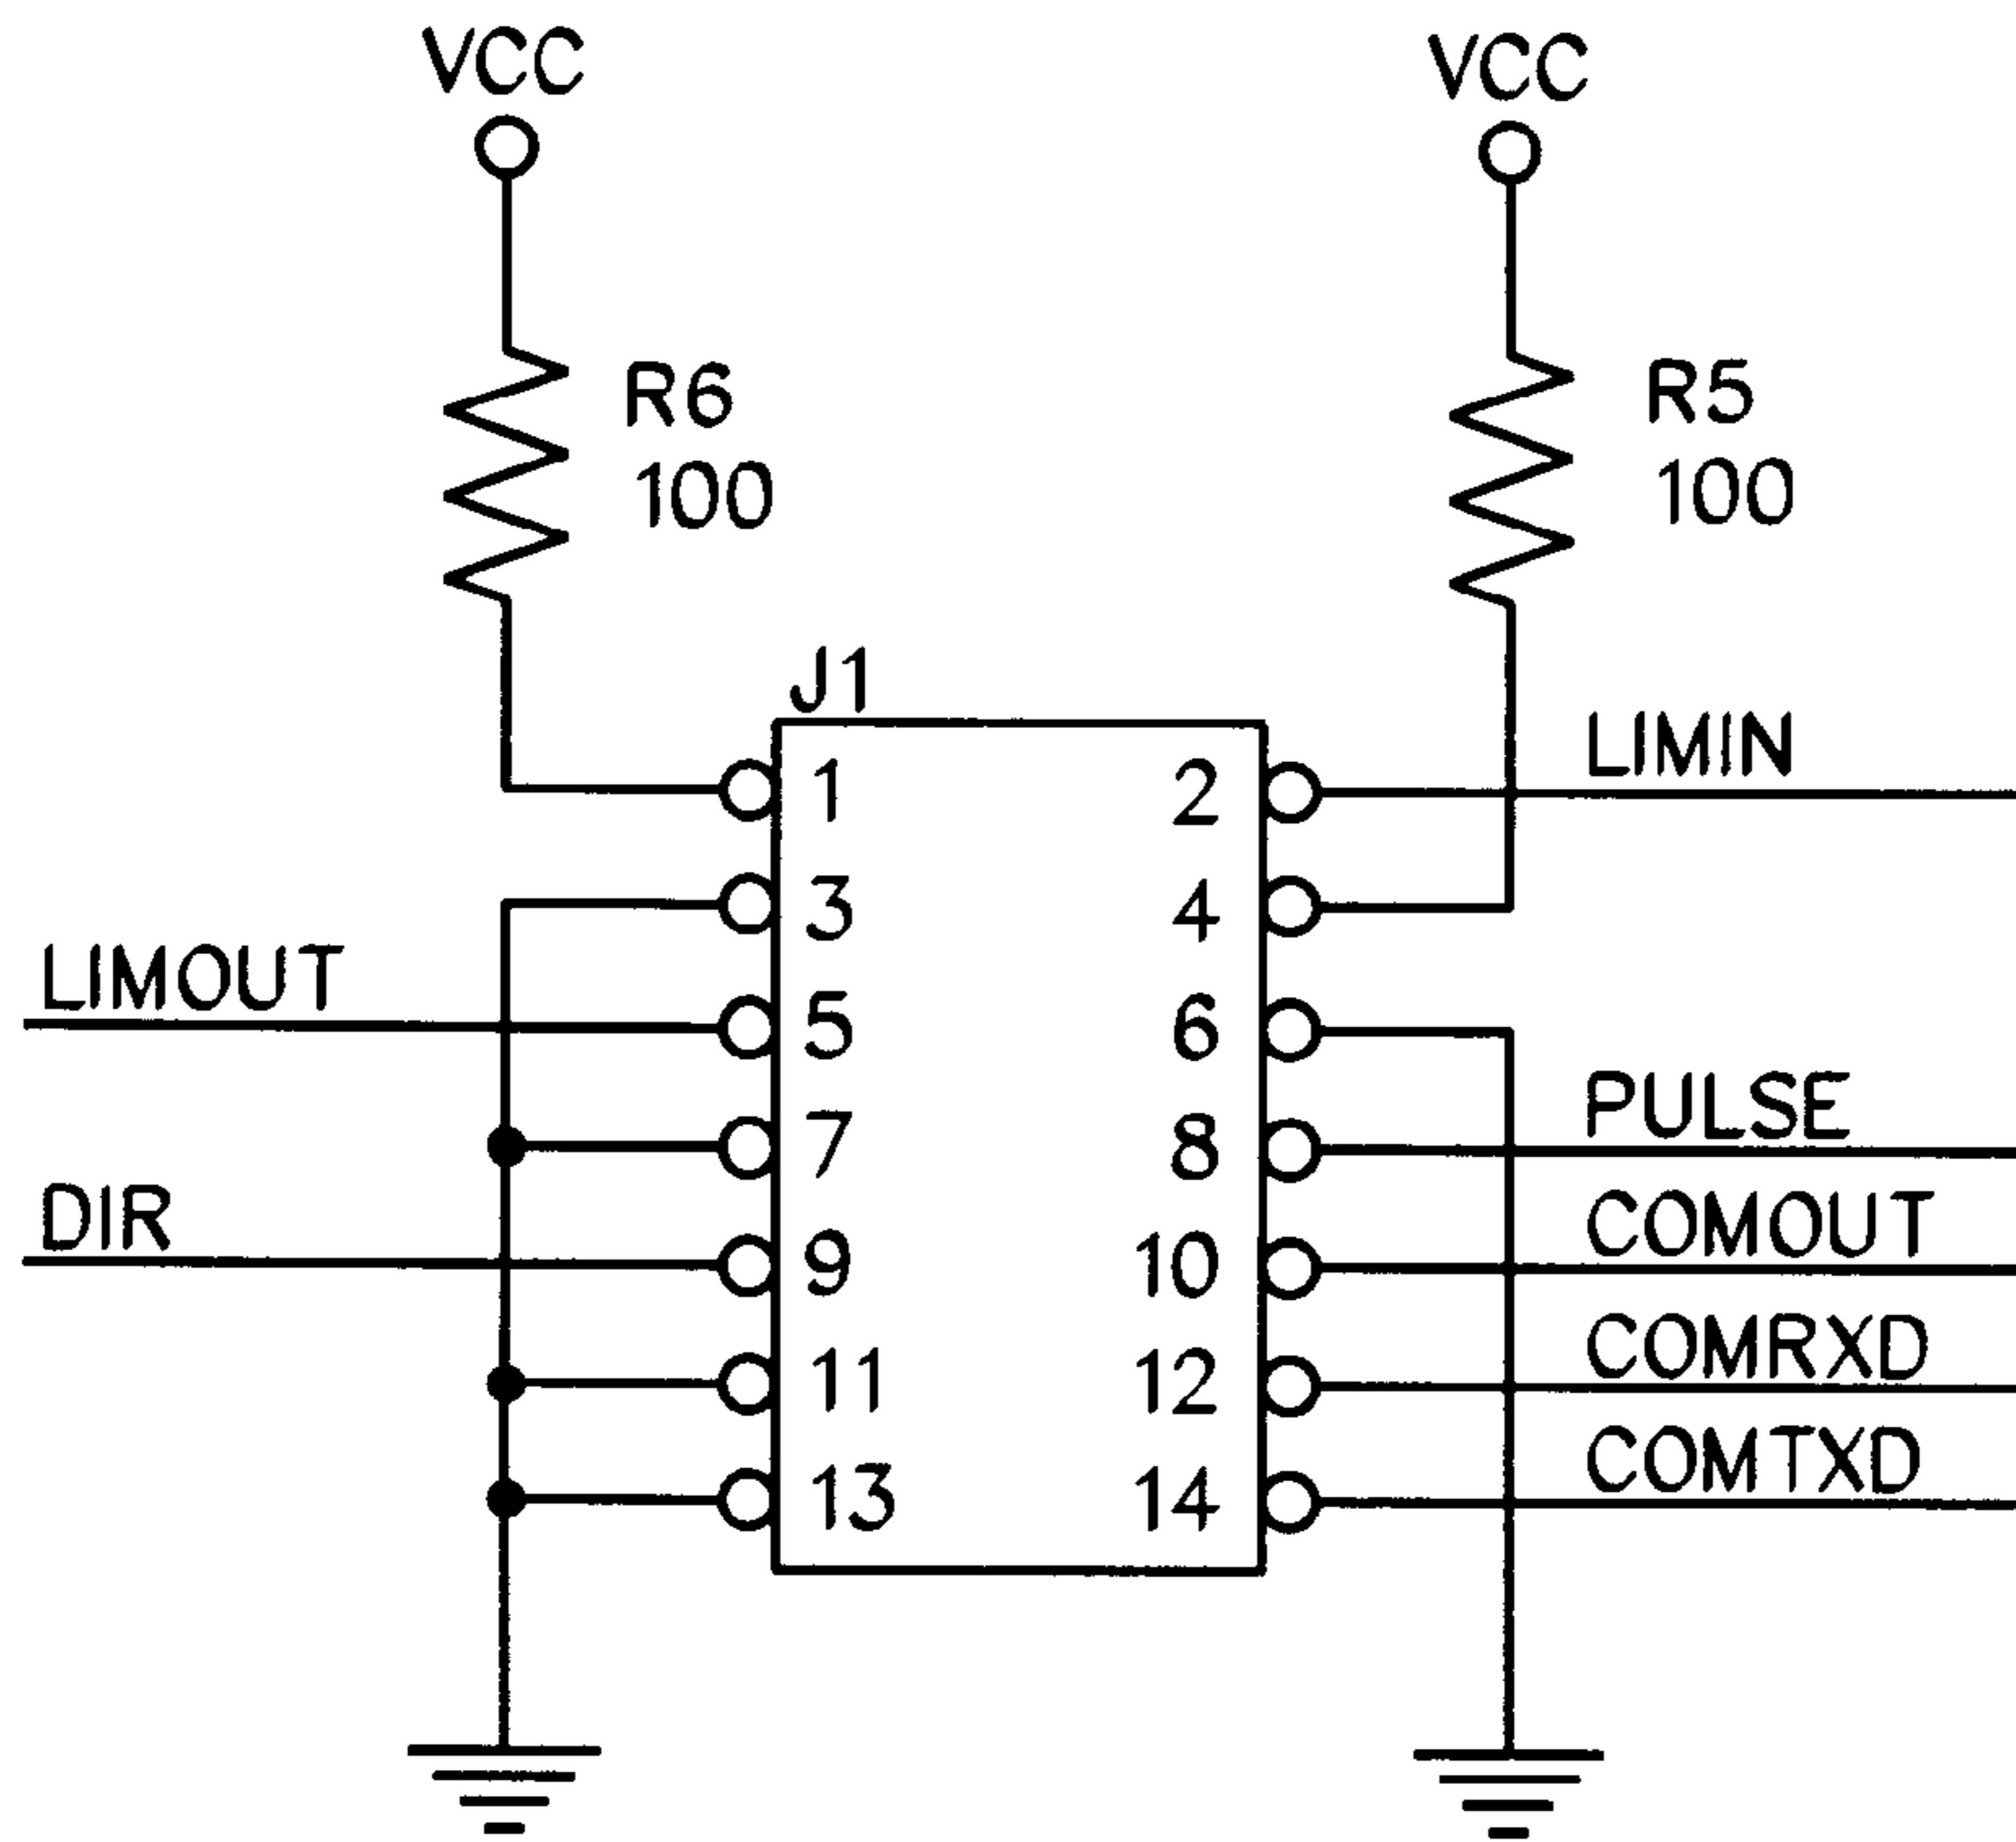 VCC
VCC
R6
100
R5
100
J1
LIMIN
1 2
3 4
LIMOUT
5 6
PULSE
7 8
DIR
COMOUT
9 10
COMRXD
11 12
COMTXD
13 14